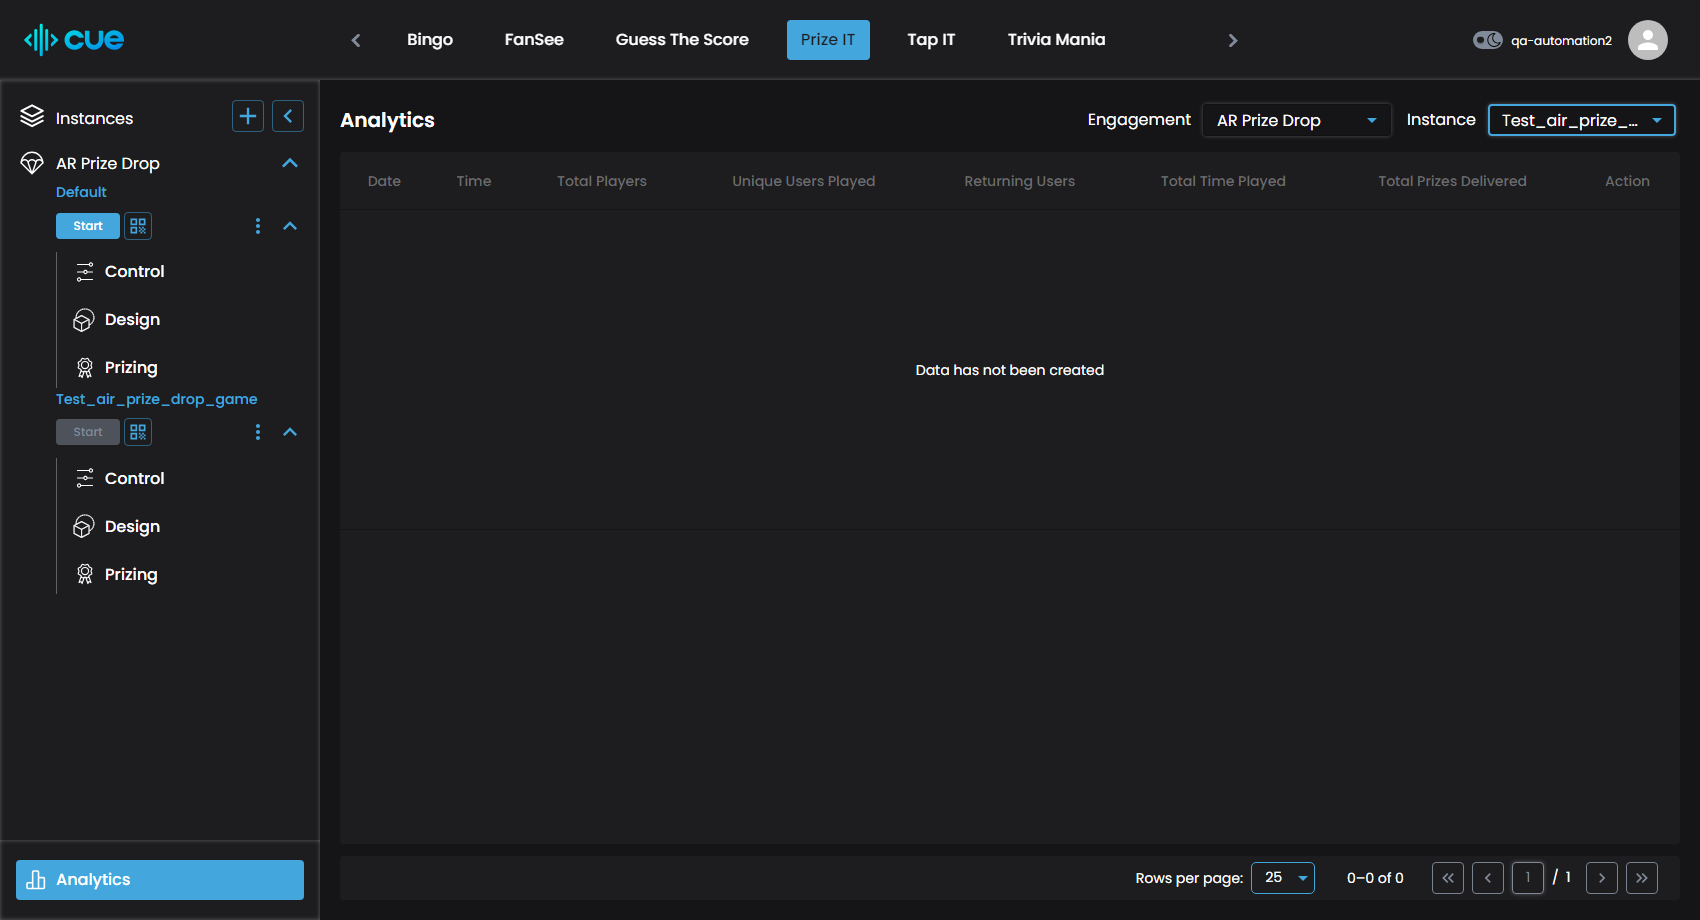 cue
Bingo FanSee Guess The Score Prize IT Tap IT Trivia Mania
qa-automation2
Instances
AR Prize Drop
Default
Start
Control
Design
Prizing
Test_air_prize_drop_game
Start
Control
Design
Prizing
Analytics
Analytics
Engagement AR Prize Drop Instance Test_air_prize_...
Date Time Total Players Unique Users Played Returning Users Total Time Played Total Prizes Delivered Action
Data has not been created
Rows per page: 25 0–0 of 0 1 / 1